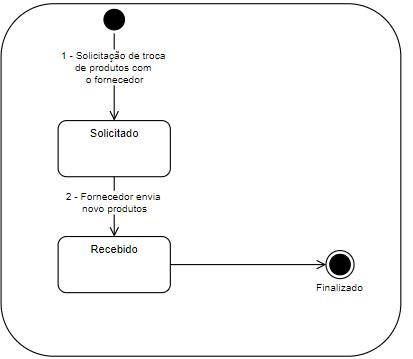 1 - Solicitação de troca
de produtos com
o fornecedor
Solicitado
2 - Fornecedor envia
novo produtos
Recebido
Finalizado